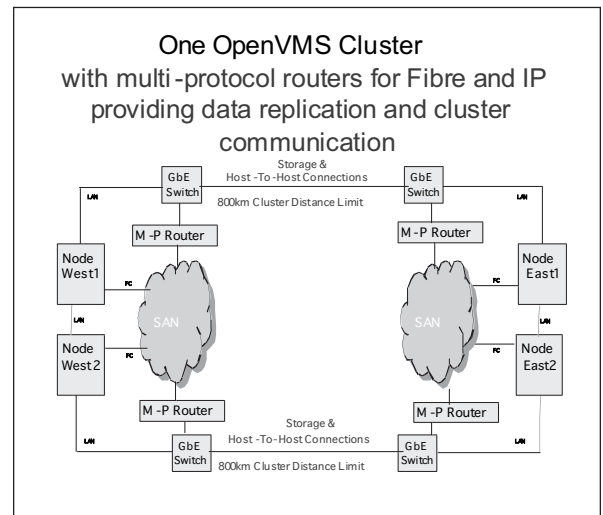 One OpenVMS Cluster
with multi-protocol routers for Fibre and IP
providing data replication and cluster
communication
Storage &
Host -To -Host Connections
800km Cluster Distance Limit
GbE
Switch
GbE
Switch
LAN
LAN
M -P Router
M -P Router
Node
West1
Node
East1
FC
FC
SAN
SAN
LAN
LAN
Node
West2
Node
East2
FC
FC
M -P Router
M -P Router
LAN
LAN
GbE
Switch
GbE
Switch
Storage &
Host -To -Host Connections
800km Cluster Distance Limit